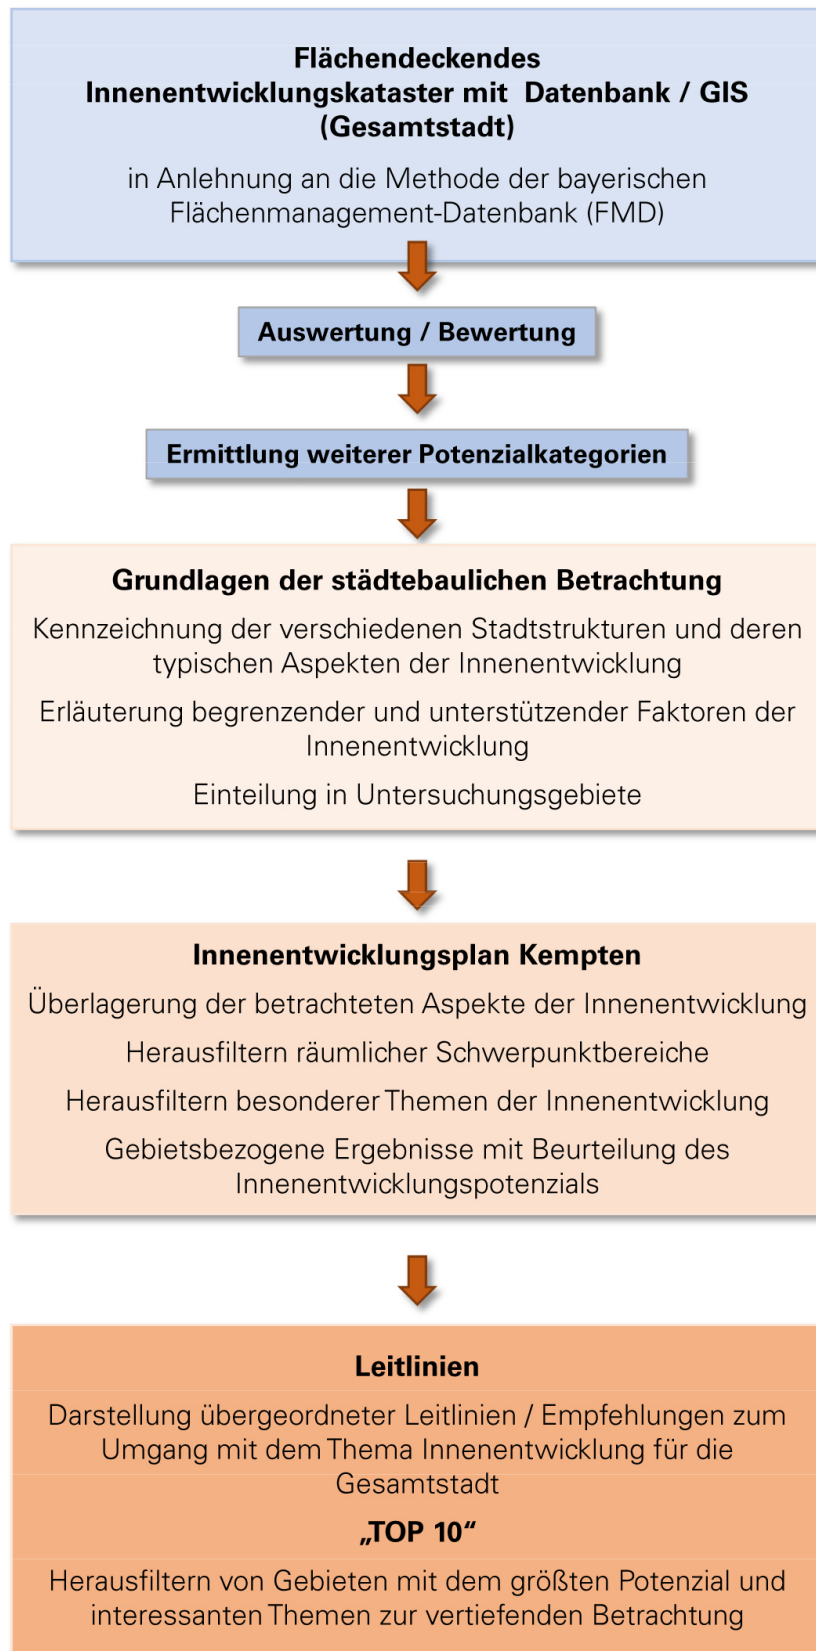 Flächendeckendes
Innenentwicklungskataster mit Datenbank / GIS
(Gesamtstadt)
in Anlehnung an die Methode der bayerischen
Flächenmanagement-Datenbank (FMD)
Auswertung / Bewertung
Ermittlung weiterer Potenzialkategorien
Grundlagen der städtebaulichen Betrachtung
Kennzeichnung der verschiedenen Stadtstrukturen und deren
typischen Aspekten der Innenentwicklung
Erläuterung begrenzender und unterstützender Faktoren der
Innenentwicklung
Einteilung in Untersuchungsgebiete
Innenentwicklungsplan Kempten
Überlagerung der betrachteten Aspekte der Innenentwicklung
Herausfiltern räumlicher Schwerpunktbereiche
Herausfiltern besonderer Themen der Innenentwicklung
Gebietsbezogene Ergebnisse mit Beurteilung des
Innenentwicklungspotenzials
Leitlinien
Darstellung übergeordneter Leitlinien / Empfehlungen zum
Umgang mit dem Thema Innenentwicklung für die
Gesamtstadt
„TOP 10“
Herausfiltern von Gebieten mit dem größten Potenzial und
interessanten Themen zur vertiefenden Betrachtung